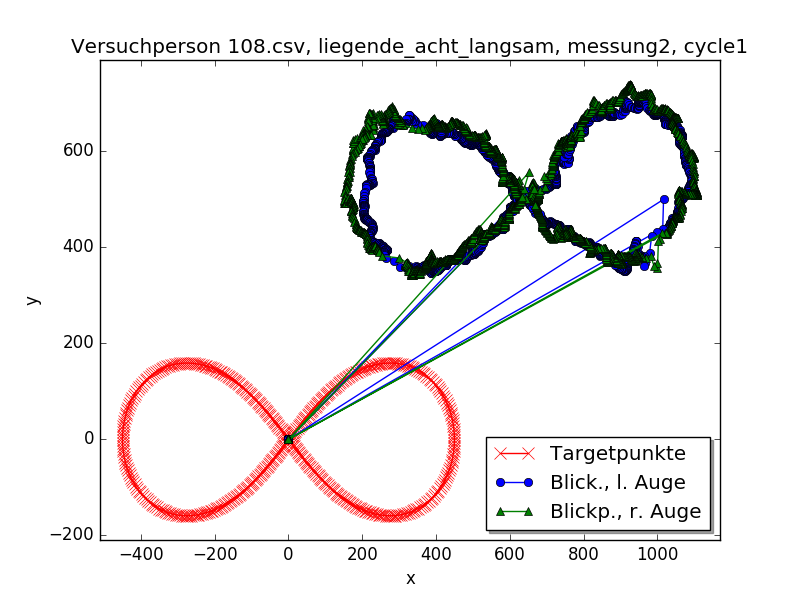 Versuchperson 108.csv, liegende_acht_langsam, messung2, cycle1
y
600
400
200
0
−200
Targetpunkte
Blick., l. Auge
Blickp., r. Auge
−400 −200 0 200 400 600 800 1000
x